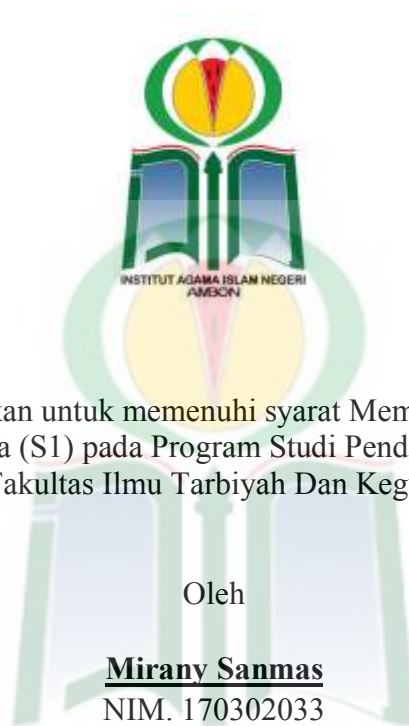 INSTITUT AGAMA ISLAM NEGERI
AMBON
untuk memenuhi syarat
(S1) pada Program Studi
Fakultas Ilmu Tarbiyah Dan
Oleh
Mirany Sanmas
NIM. 170302033